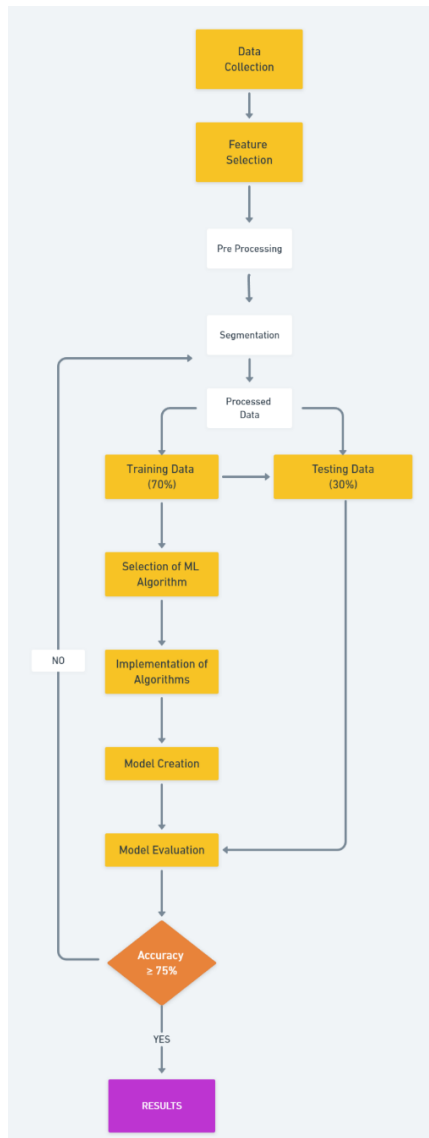 Data
Collection
Feature
Selection
Pre Processing
Segmentation
Processed
Data
Training Data
(70%)
Testing Data
(30%)
Selection of ML
Algorithm
Implementation of
Algorithms
NO
Model Creation
Model Evaluation
Accuracy
≥ 75%
YES
RESULTS